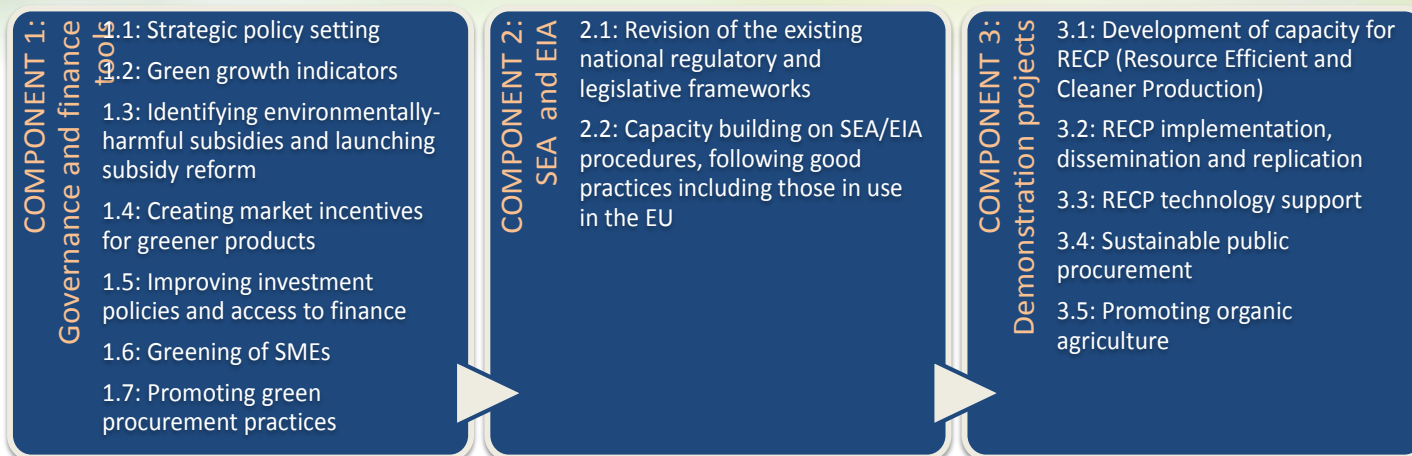 COMPONENT 1:
Governance and finance
tools
1.1: Strategic policy setting
1.2: Green growth indicators
1.3: Identifying environmentally-
harmful subsidies and launching
subsidy reform
1.4: Creating market incentives
for greener products
1.5: Improving investment
policies and access to finance
1.6: Greening of SMEs
1.7: Promoting green
procurement practices
COMPONENT 2:
SEA and EIA
2.1: Revision of the existing
national regulatory and
legislative frameworks
2.2: Capacity building on SEA/EIA
procedures, following good
practices including those in use
in the EU
COMPONENT 3:
Demonstration projects
3.1: Development of capacity for
RECP (Resource Efficient and
Cleaner Production)
3.2: RECP implementation,
dissemination and replication
3.3: RECP technology support
3.4: Sustainable public
procurement
3.5: Promoting organic
agriculture